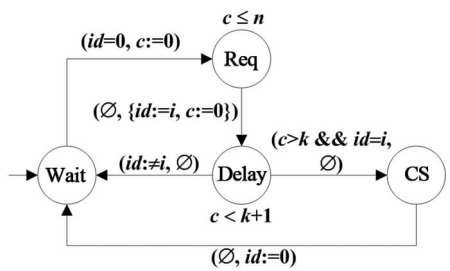 c ≤ n
(id=0, c:=0)
Req
(∅, {id:=i, c:=0})
(c>k && id=i,
∅)
(id:≠i, ∅)
Wait
Delay
CS
c < k+1
(∅, id:=0)